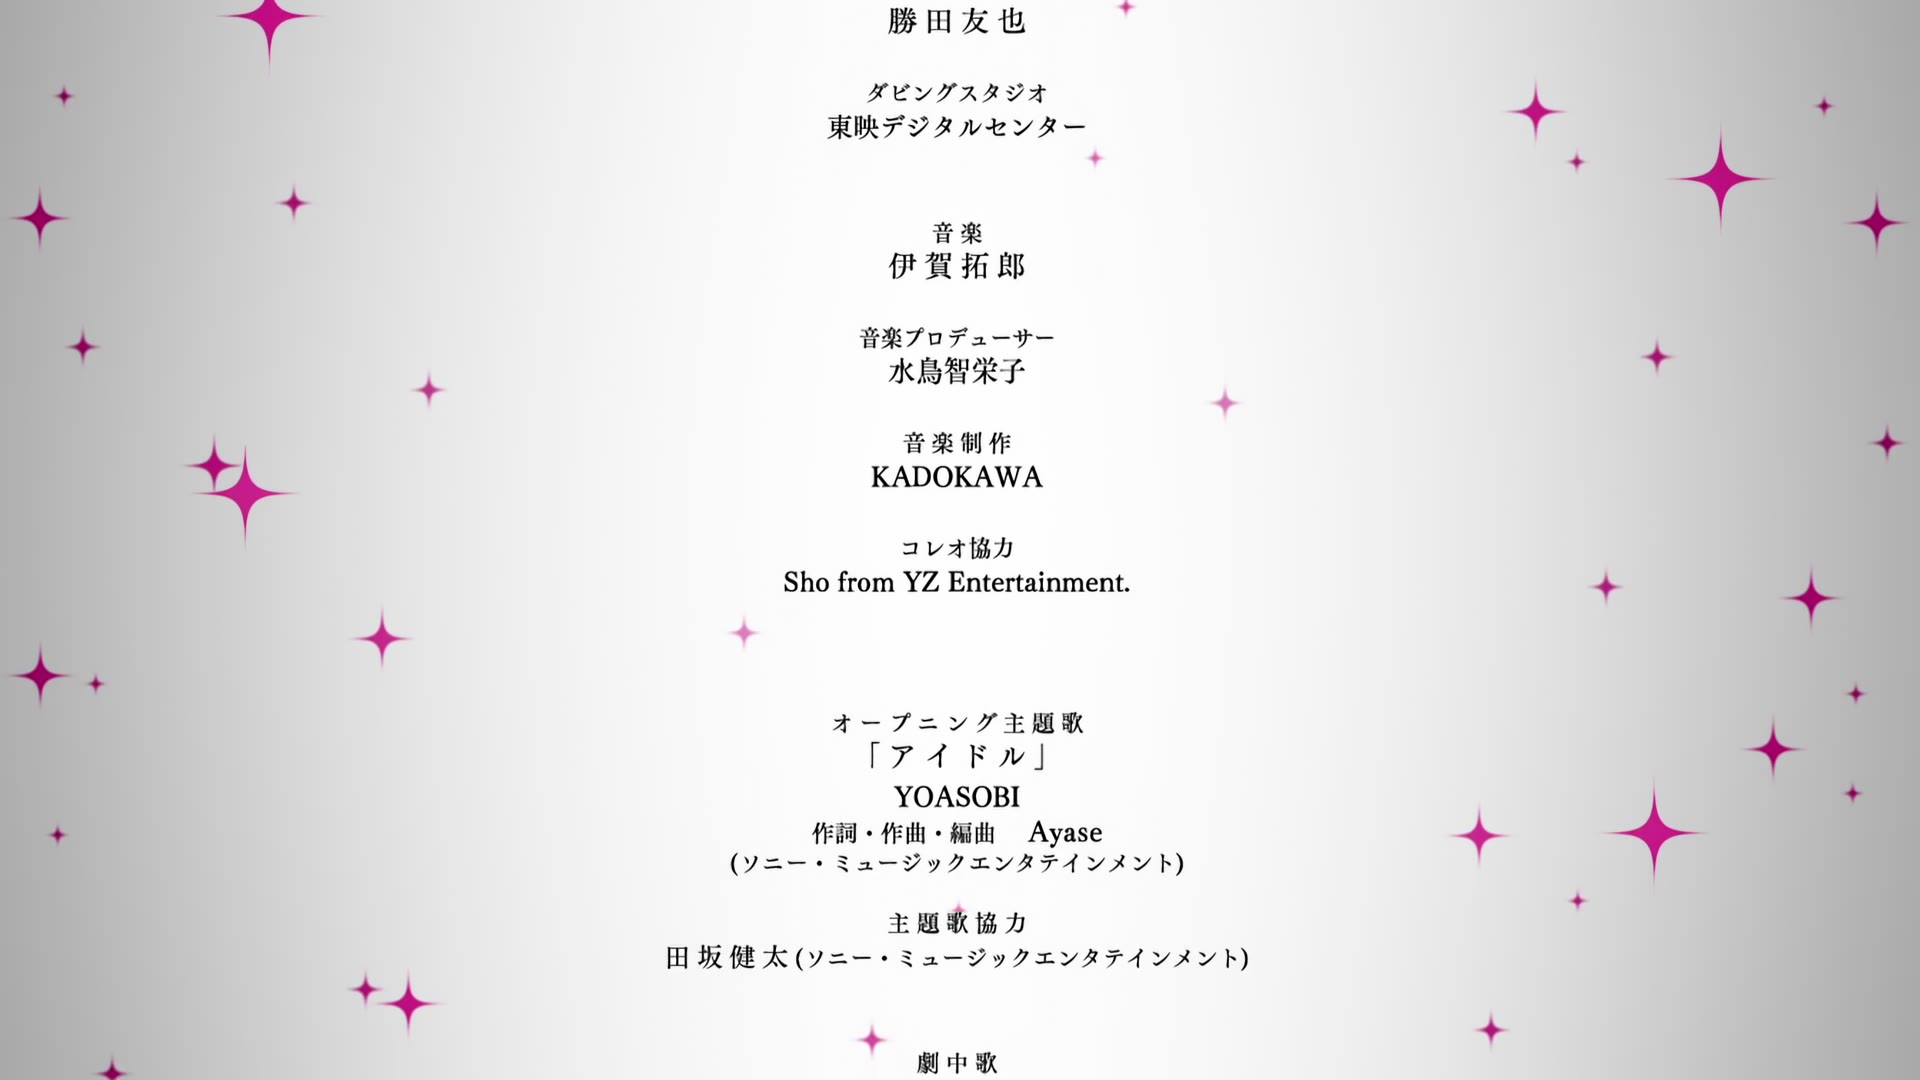 勝田友也
ダビングスタジオ
東映デジタルセンター
音楽
伊賀拓郎
音楽プロデューサー
水鳥智栄子
音楽制作
KADOKAWA
コレオ協力
Sho from YZ Entertainment.
オープニング主題歌
「アイドル」
YOASOBI
作詞・作曲・編曲　Ayase
(ソニー・ミュージックエンタテインメント)
主題歌協力
田坂健太(ソニー・ミュージックエンタテインメント)
劇中歌